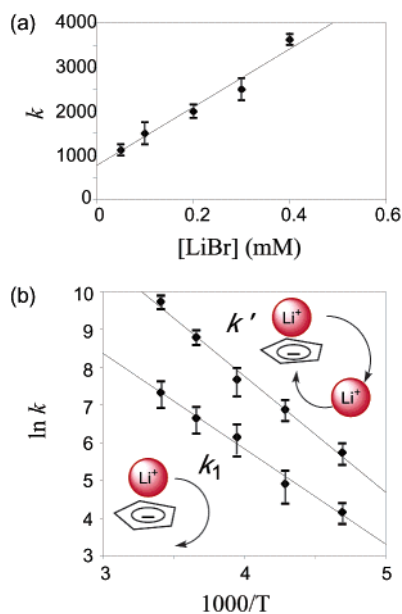 (a)
4000
3000
2000
1000
0
k
0 0.2 0.4 0.6
[LiBr] (mM)
(b)
10
9
8
7
6
5
4
3
ln k
k′
Li⁺
−
Li⁺
k₁
Li⁺
−
3 4 5
1000/T